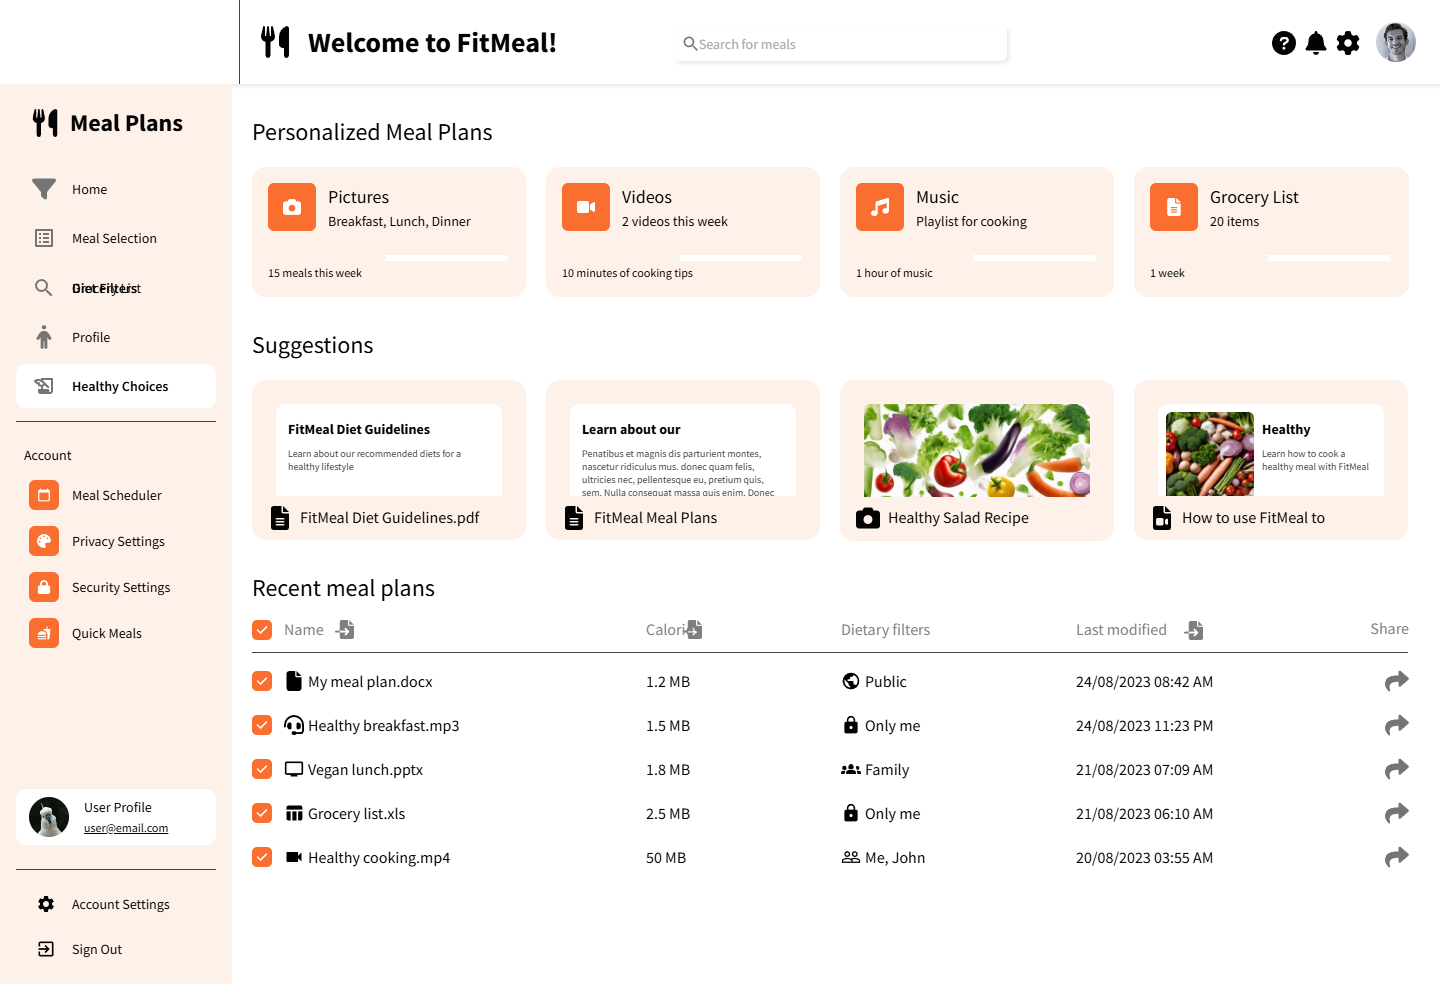 Welcome to FitMeal!
Search for meals
Meal Plans
Home
Meal Selection
Diet Filters
Grocery List
Profile
Healthy Choices
Account
Meal Scheduler
Privacy Settings
Security Settings
Quick Meals
User Profile
user@email.com
Account Settings
Sign Out
Personalized Meal Plans
Pictures
Breakfast, Lunch, Dinner
15 meals this week
Videos
2 videos this week
10 minutes of cooking tips
Music
Playlist for cooking
1 hour of music
Grocery List
20 items
1 week
Suggestions
FitMeal Diet Guidelines
Learn about our recommended diets for a
healthy lifestyle
FitMeal Diet Guidelines.pdf
Learn about our
Penatibus et magnis dis parturient montes,
nascetur ridiculus mus. donec quam felis,
ultricies nec, pellentesque eu, pretium quis,
sem. Nulla consequat massa quis enim. Donec
FitMeal Meal Plans
Healthy Salad Recipe
Healthy
Learn how to cook a
healthy meal with FitMeal
How to use FitMeal to
Recent meal plans
Name Calori Dietary filters Last modified Share
My meal plan.docx 1.2 MB Public 24/08/2023 08:42 AM
Healthy breakfast.mp3 1.5 MB Only me 24/08/2023 11:23 PM
Vegan lunch.pptx 1.8 MB Family 21/08/2023 07:09 AM
Grocery list.xls 2.5 MB Only me 21/08/2023 06:10 AM
Healthy cooking.mp4 50 MB Me, John 20/08/2023 03:55 AM